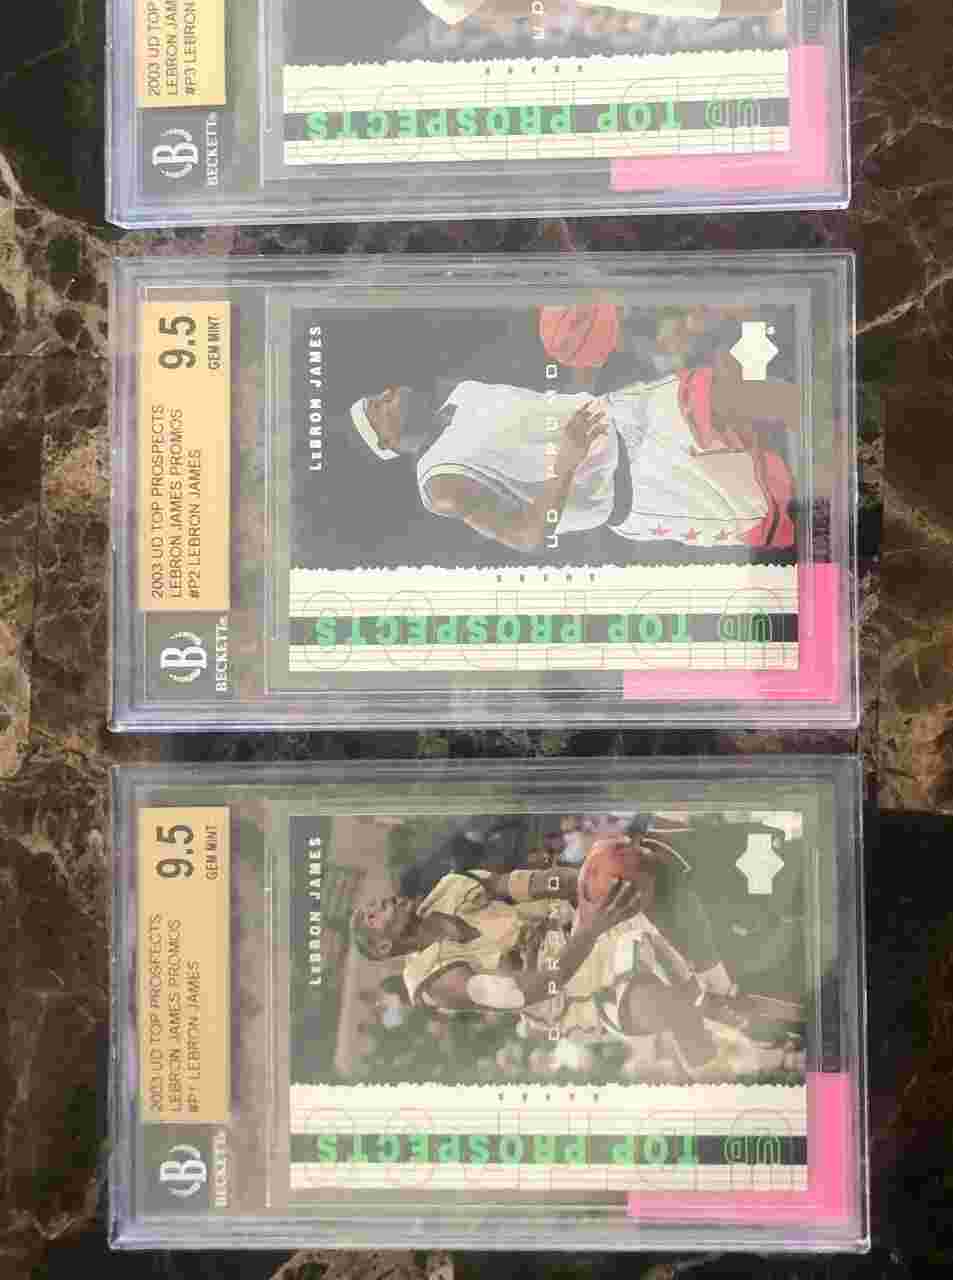 2003 UD TOP
LEBRON JAM
#P3 LEBRON
BECKETT
TOP PROSPECTS
UD
2003 UD TOP PROSPECTS
LEBRON JAMES PROMOS
#P2 LEBRON JAMES
9.5
GEM MINT
BECKETT
LEBRON JAMES
UD PROMO
TOP PROSPECTS
UD
2003 UD TOP PROSPECTS
LEBRON JAMES PROMOS
#P1 LEBRON JAMES
9.5
GEM MINT
BECKETT
LEBRON JAMES
UD PROMO
TOP PROSPECTS
UD